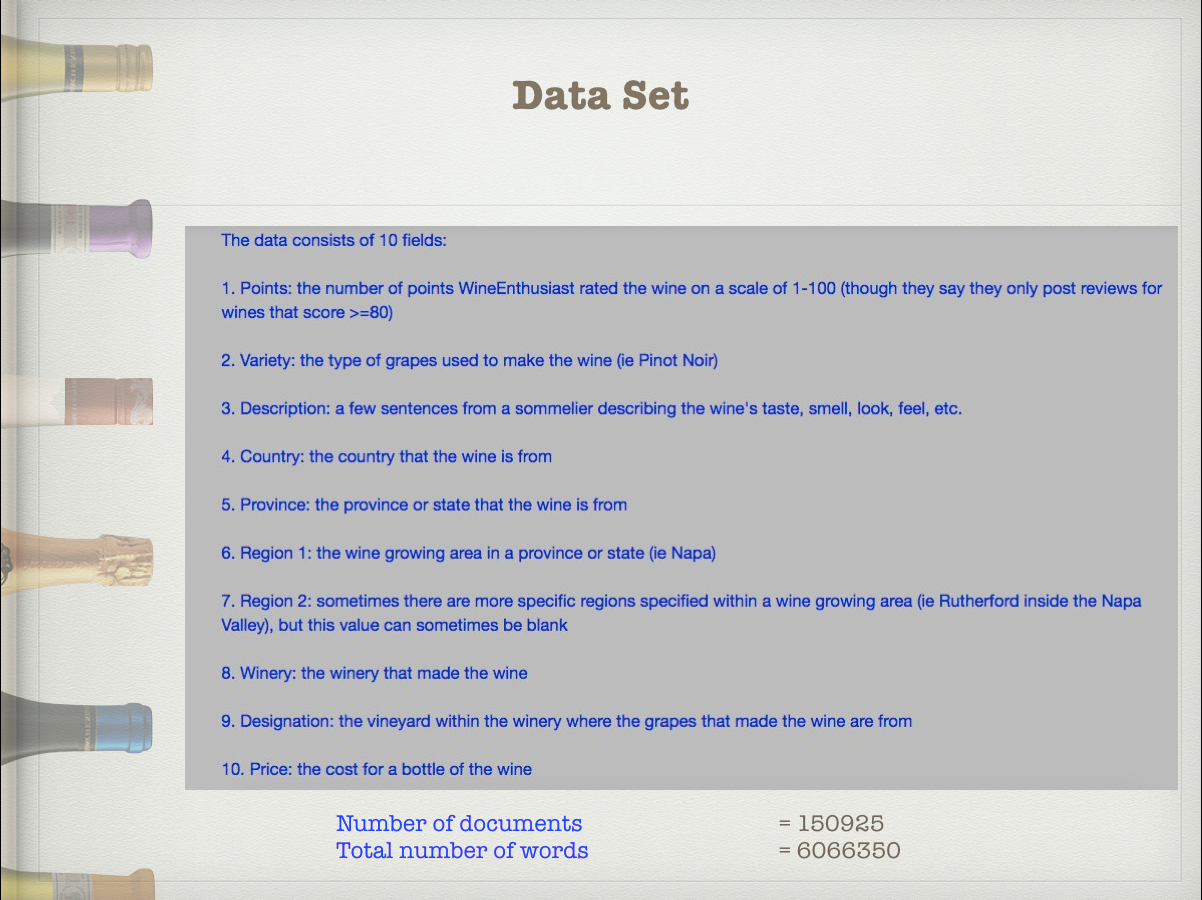 Data Set
The data consists of 10 fields:
1. Points: the number of points WineEnthusiast rated the wine on a scale of 1-100 (though they say they only post reviews for
wines that score >=80)
2. Variety: the type of grapes used to make the wine (ie Pinot Noir)
3. Description: a few sentences from a sommelier describing the wine's taste, smell, look, feel, etc.
4. Country: the country that the wine is from
5. Province: the province or state that the wine is from
6. Region 1: the wine growing area in a province or state (ie Napa)
7. Region 2: sometimes there are more specific regions specified within a wine growing area (ie Rutherford inside the Napa
Valley), but this value can sometimes be blank
8. Winery: the winery that made the wine
9. Designation: the vineyard within the winery where the grapes that made the wine are from
10. Price: the cost for a bottle of the wine
Number of documents = 150925
Total number of words = 6066350